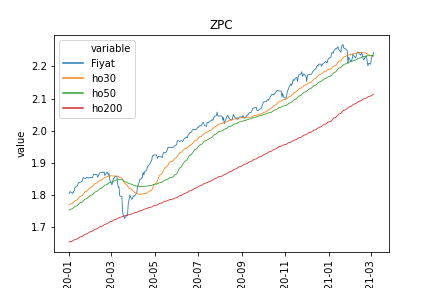 ZPC
variable
Fiyat
ho30
ho50
ho200
value
2.2
2.1
2.0
1.9
1.8
1.7
20-01
20-03
20-05
20-07
20-09
20-11
21-01
21-03